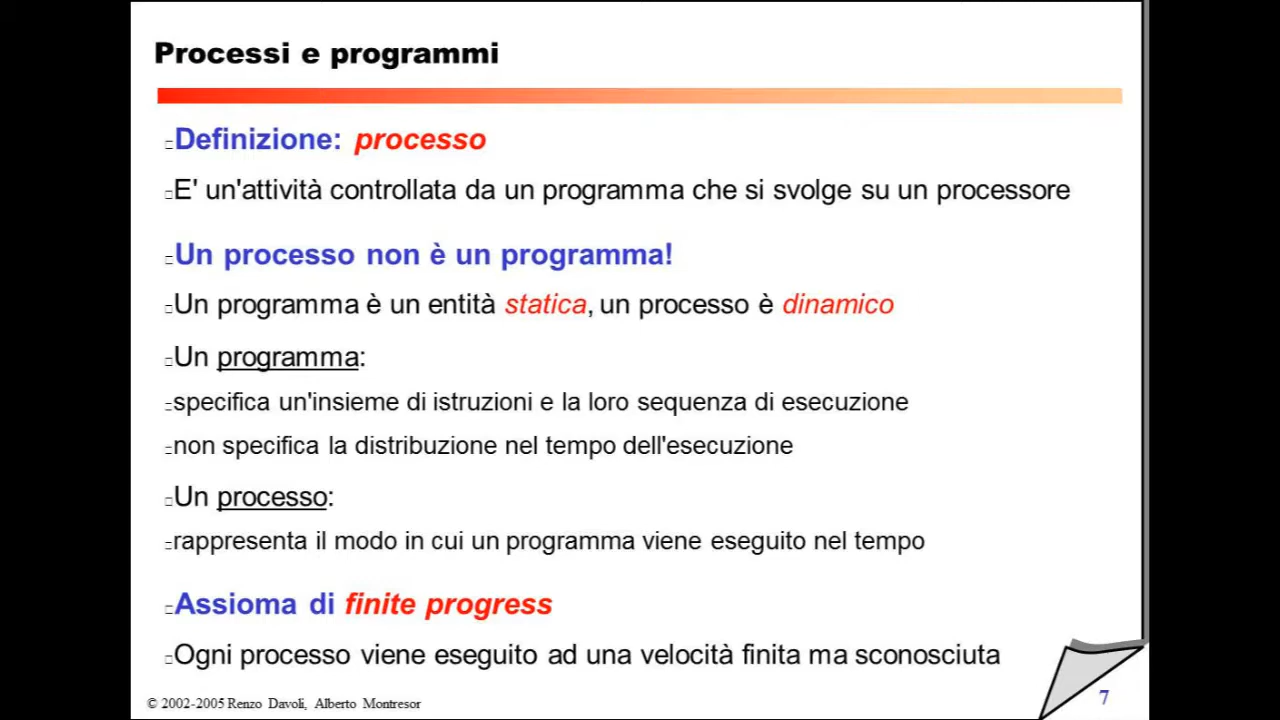 Processi e programmi
Definizione: processo
E' un'attività controllata da un programma che si svolge su un processore
Un processo non è un programma!
Un programma è un entità statica, un processo è dinamico
Un programma:
specifica un'insieme di istruzioni e la loro sequenza di esecuzione
non specifica la distribuzione nel tempo dell'esecuzione
Un processo:
rappresenta il modo in cui un programma viene eseguito nel tempo
Assioma di finite progress
Ogni processo viene eseguito ad una velocità finita ma sconosciuta
© 2002-2005 Renzo Davoli, Alberto Montresor
7